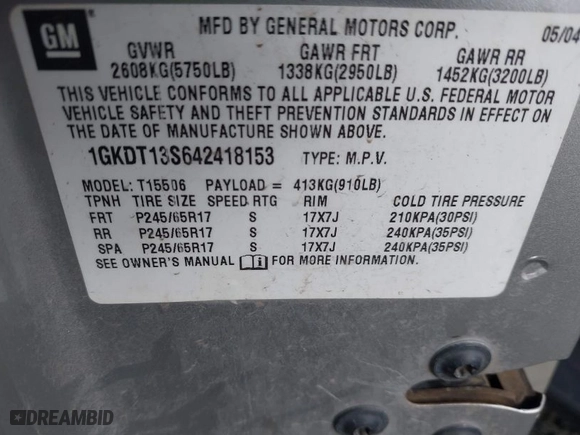 GM
MFD BY GENERAL MOTORS CORP. 05/04
GVWR GAWR FRT GAWR RR
2608KG(5750LB) 1338KG(2950LB) 1452KG(3200LB)
THIS VEHICLE CONFORMS TO ALL APPLICABLE U.S. FEDERAL MOTOR
VEHICLE SAFETY AND THEFT PREVENTION STANDARDS IN EFFECT ON
THE DATE OF MANUFACTURE SHOWN ABOVE.
1GKDT13S642418153 TYPE: M.P.V.
MODEL: T15506 PAYLOAD = 413KG(910LB)
TPNH TIRE SIZE SPEED RTG RIM COLD TIRE PRESSURE
FRT P245/65R17 S 17X7J 210KPA(30PSI)
RR P245/65R17 S 17X7J 240KPA(35PSI)
SPA P245/65R17 S 17X7J 240KPA(35PSI)
SEE OWNER'S MANUAL FOR MORE INFORMATION.
DREAMBID